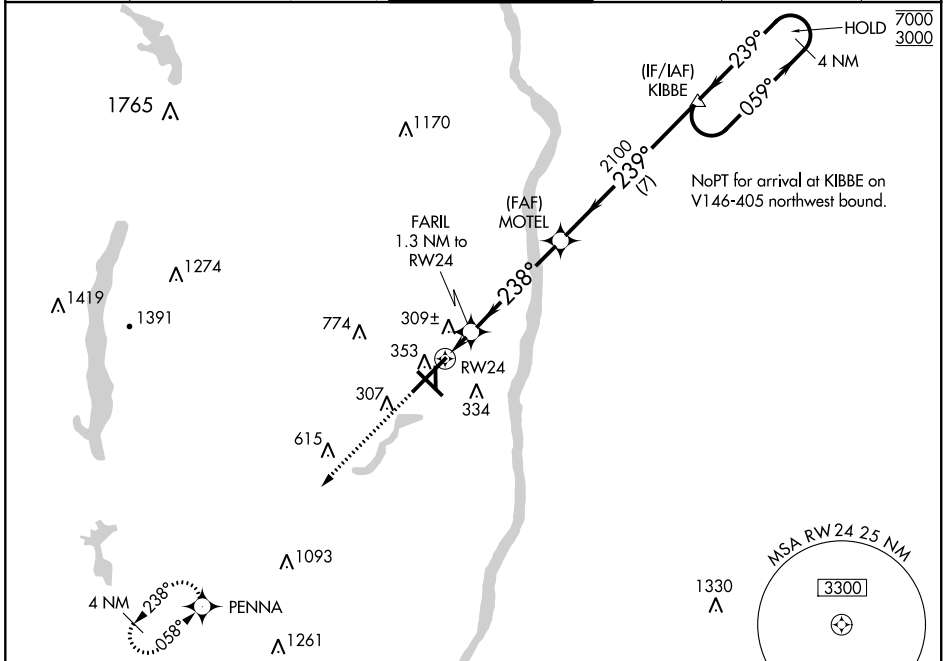 7000
3000
HOLD
239°
4 NM
059°
(IF/IAF)
KIBBE
1765
1170
2100
239°
(7)
NoPT for arrival at KIBBE on
V146-405 northwest bound.
(FAF)
MOTEL
FARIL
1.3 NM to
RW24
238°
1274
1419
1391
774
309±
353
RW24
307
334
615
MSA RW24 25 NM
3300
1093
1330
4 NM
238°
058°
PENNA
1261